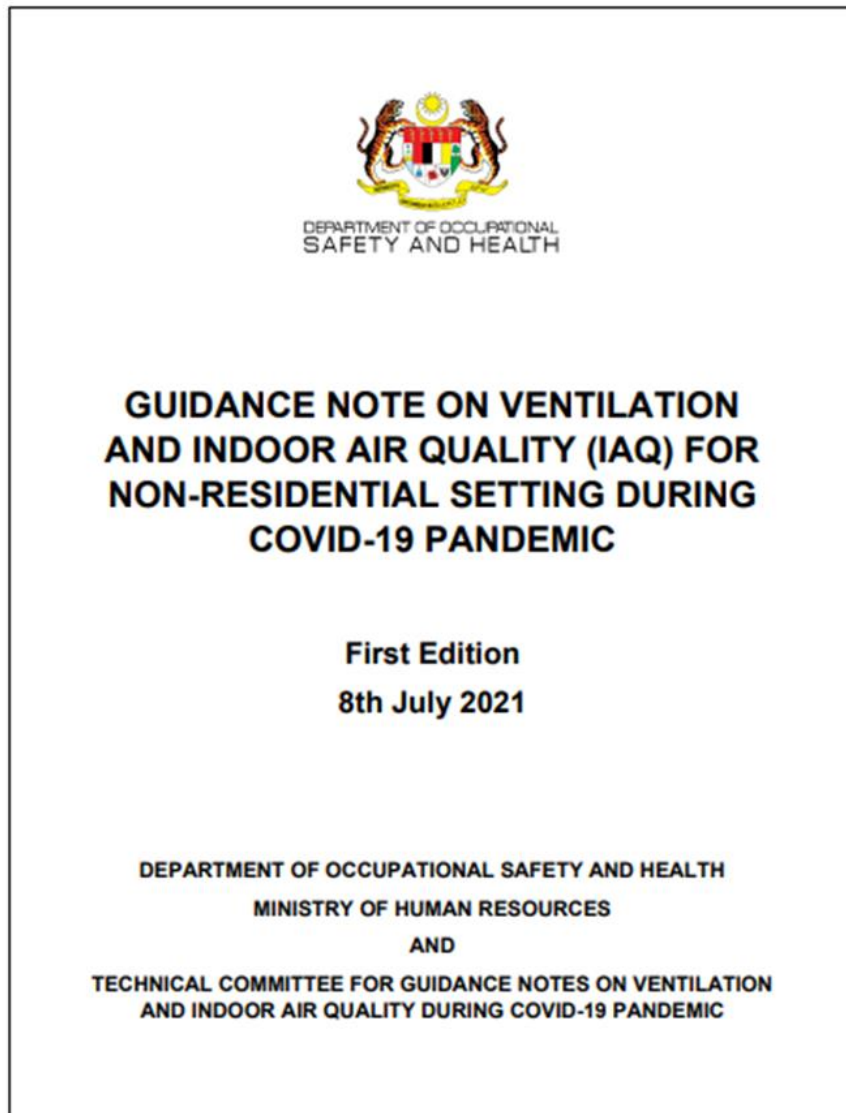 DEPARTMENT OF OCCUPATIONAL
SAFETY AND HEALTH
GUIDANCE NOTE ON VENTILATION
AND INDOOR AIR QUALITY (IAQ) FOR
NON-RESIDENTIAL SETTING DURING
COVID-19 PANDEMIC
First Edition
8th July 2021
DEPARTMENT OF OCCUPATIONAL SAFETY AND HEALTH
MINISTRY OF HUMAN RESOURCES
AND
TECHNICAL COMMITTEE FOR GUIDANCE NOTES ON VENTILATION
AND INDOOR AIR QUALITY DURING COVID-19 PANDEMIC